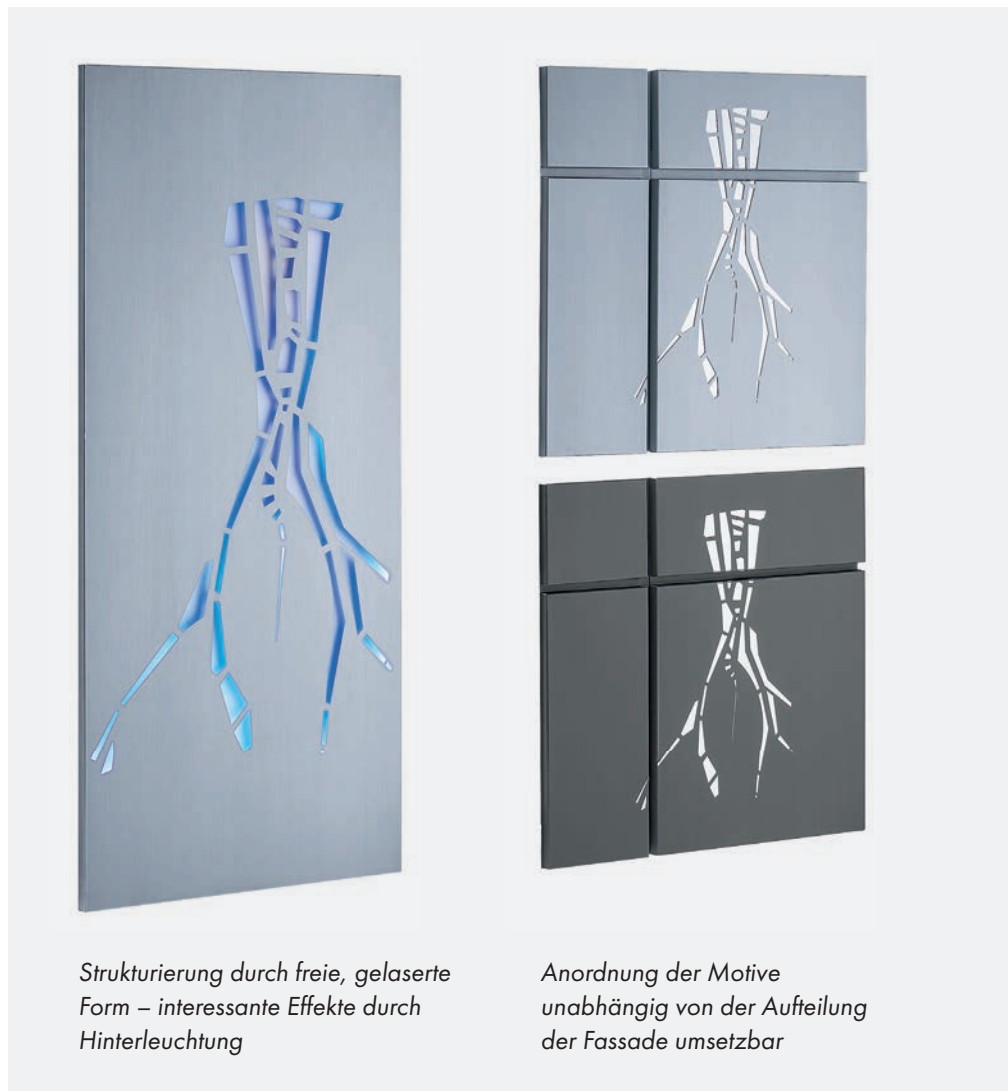 Strukturierung durch freie, gelaserte
Form – interessante Effekte durch
Hinterleuchtung
Anordnung der Motive
unabhängig von der Aufteilung
der Fassade umsetzbar